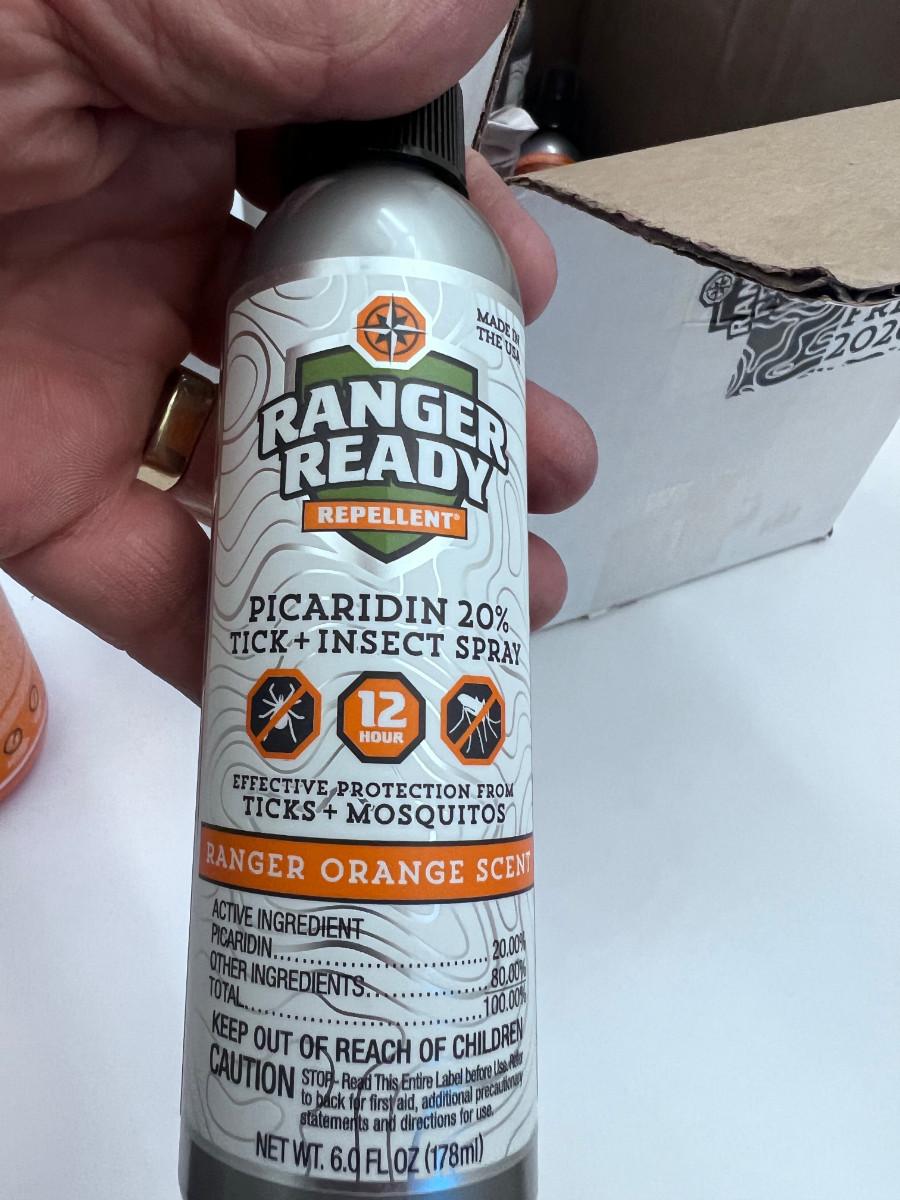 MADE IN
THE USA
RANGER
READY
REPELLENT®
PICARIDIN 20%
TICK + INSECT SPRAY
12
HOUR
EFFECTIVE PROTECTION FROM
TICKS + MOSQUITOS
RANGER ORANGE SCENT
ACTIVE INGREDIENT
PICARIDIN 20.00%
OTHER INGREDIENTS 80.00%
TOTAL 100.00%
KEEP OUT OF REACH OF CHILDREN
CAUTION
STOP - Read This Entire Label before Use. Refer
to back for first aid, additional precautionary
statements and directions for use.
NET WT. 6.0 FL OZ (178ml)